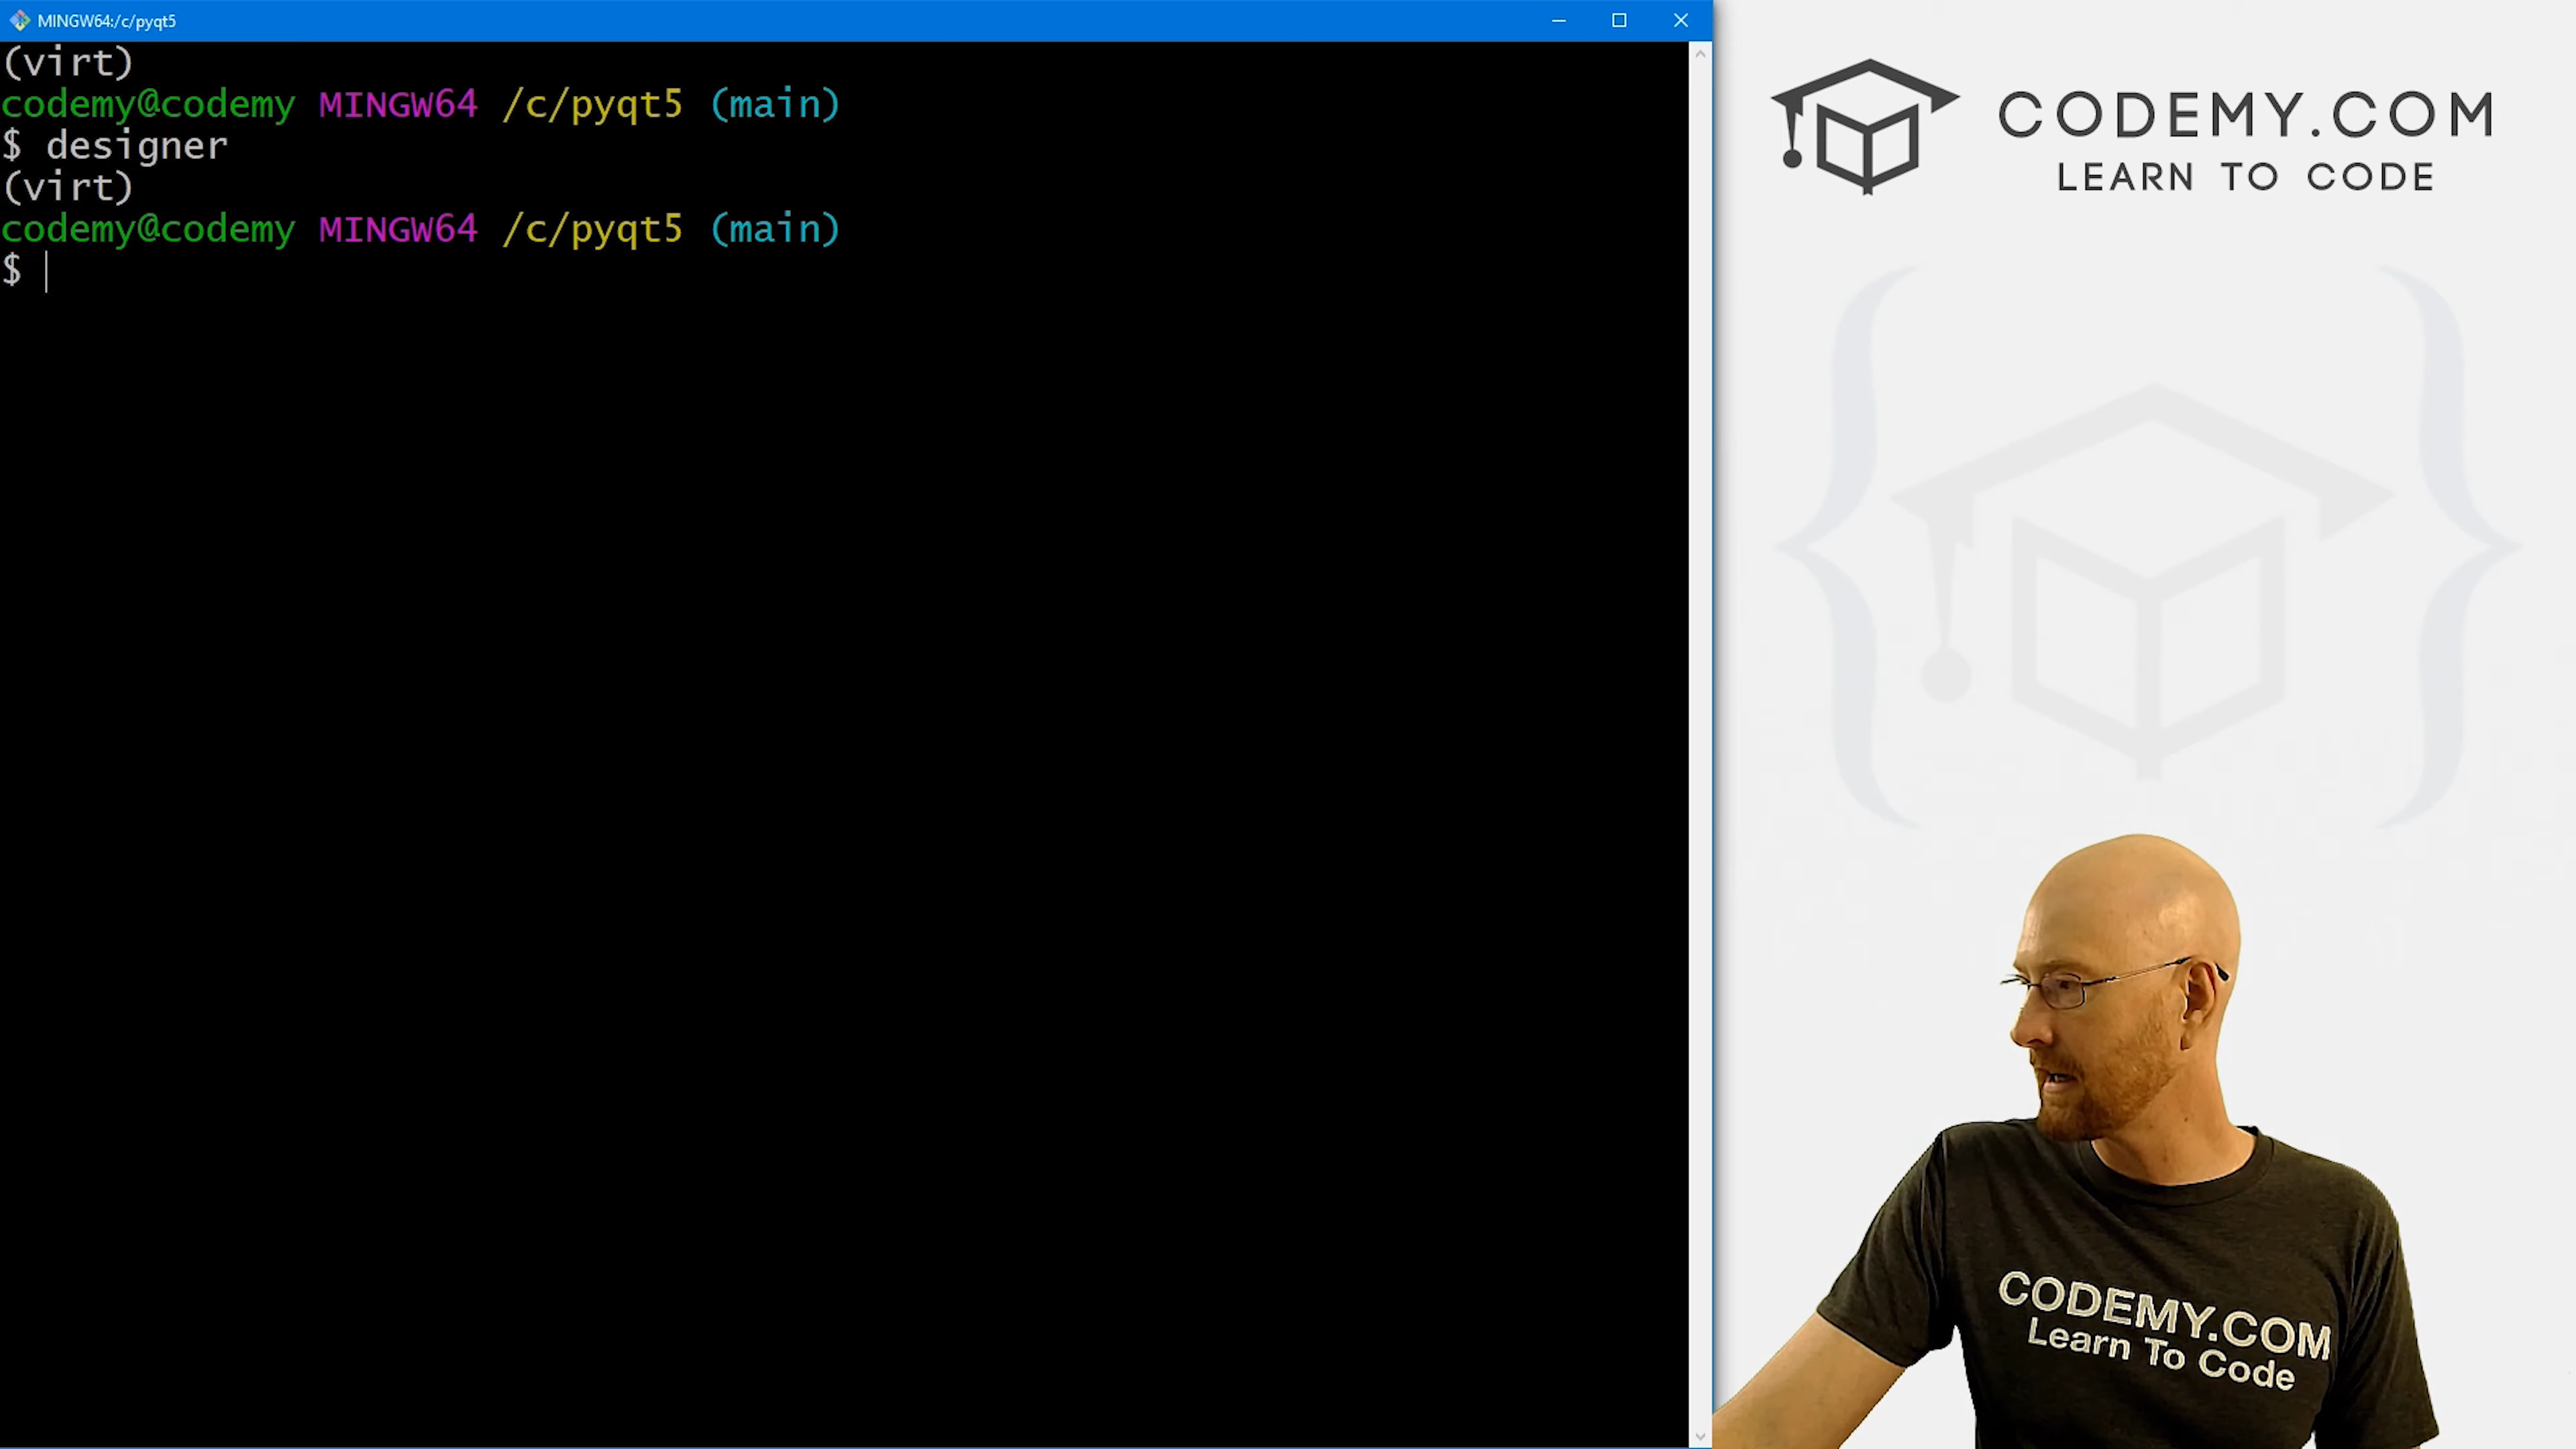 MINGW64:/c/pyqt5
(virt)
codemy@codemy MINGW64 /c/pyqt5 (main)
$ designer
(virt)
codemy@codemy MINGW64 /c/pyqt5 (main)
$
CODEMY.COM
LEARN TO CODE
CODEMY.COM
Learn To Code